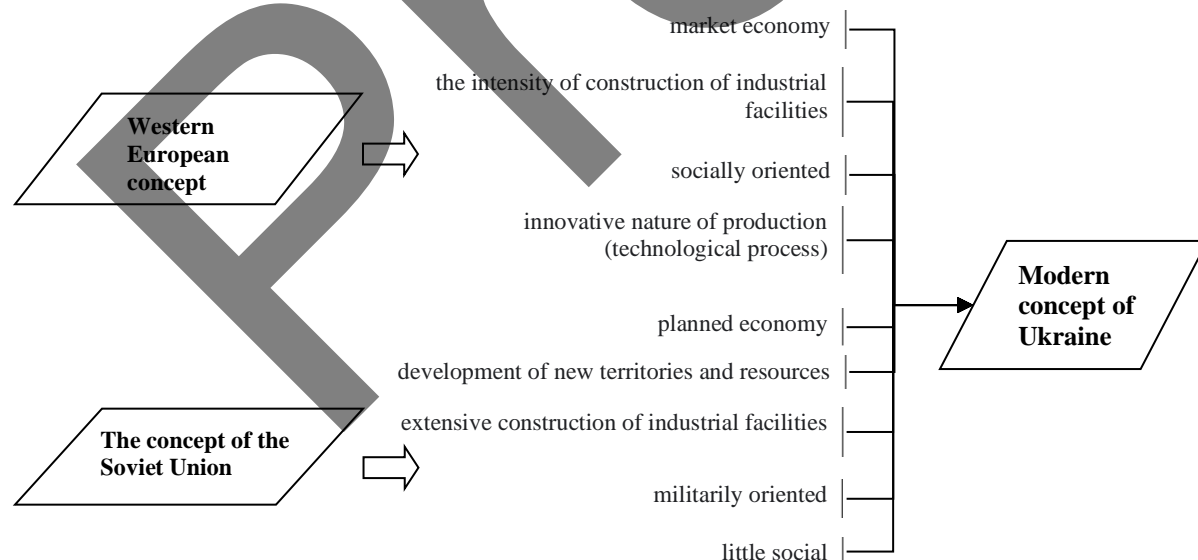 market economy
the intensity of construction of industrial
facilities
Western
European
concept
socially oriented
innovative nature of production
(technological process)
Modern
concept of
Ukraine
planned economy
development of new territories and resources
extensive construction of industrial facilities
The concept of the
Soviet Union
militarily oriented
little social